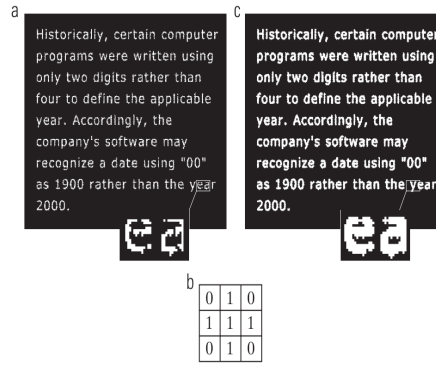 a
Historically, certain computer
programs were written using
only two digits rather than
four to define the applicable
year. Accordingly, the
company's software may
recognize a date using "00"
as 1900 rather than the year
2000.
ea
c
Historically, certain computer
programs were written using
only two digits rather than
four to define the applicable
year. Accordingly, the
company's software may
recognize a date using "00"
as 1900 rather than the year
2000.
ea
b
0 1 0
1 1 1
0 1 0